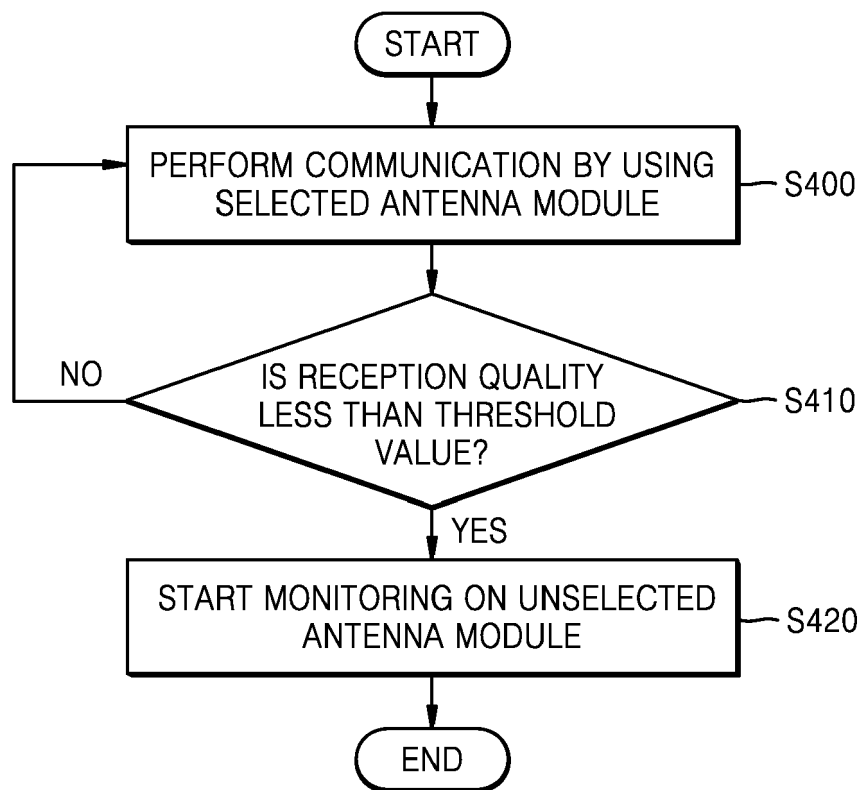 START
PERFORM COMMUNICATION BY USING
SELECTED ANTENNA MODULE
S400
NO
IS RECEPTION QUALITY
LESS THAN THRESHOLD
VALUE?
S410
YES
START MONITORING ON UNSELECTED
ANTENNA MODULE
S420
END